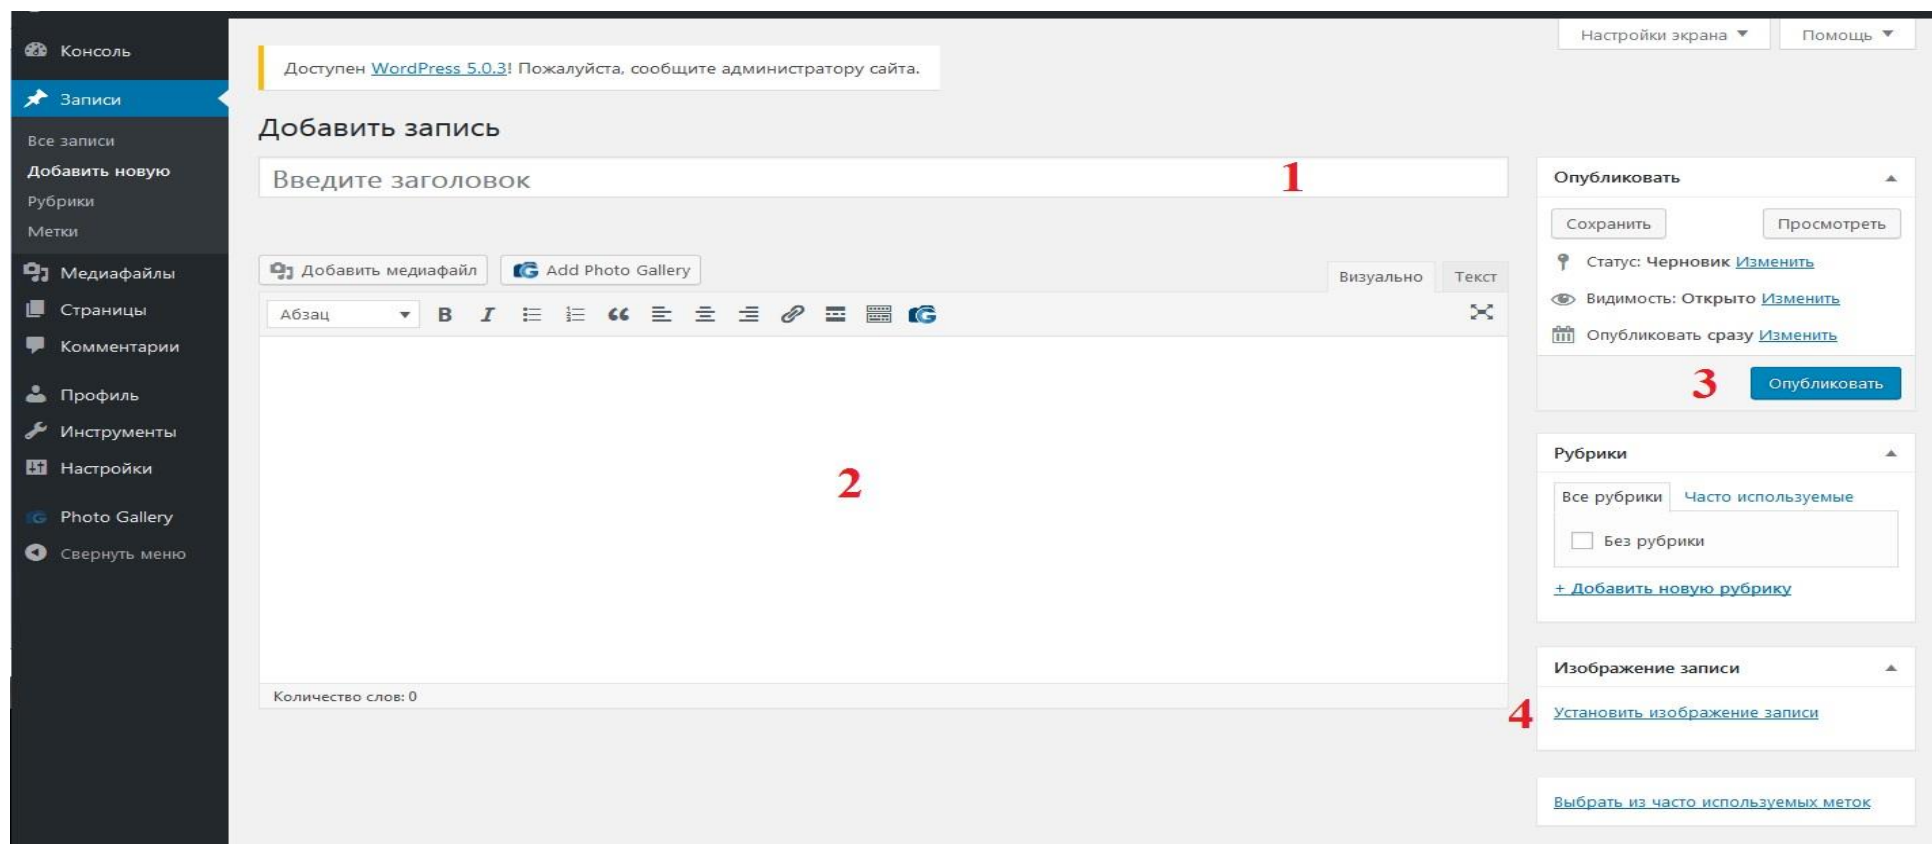 Консоль
Записи
Все записи
Добавить новую
Рубрики
Метки
Медиафайлы
Страницы
Комментарии
Профиль
Инструменты
Настройки
Photo Gallery
Свернуть меню
Настройки экрана
Помощь
Доступен WordPress 5.0.3! Пожалуйста, сообщите администратору сайта.
Добавить запись
Введите заголовок
1
Добавить медиафайл
Add Photo Gallery
Визуально
Текст
Абзац
B I
2
Количество слов: 0
Опубликовать
Сохранить
Просмотреть
Статус: Черновик Изменить
Видимость: Открыто Изменить
Опубликовать сразу Изменить
3
Опубликовать
Рубрики
Все рубрики
Часто используемые
Без рубрики
+ Добавить новую рубрику
Изображение записи
4
Установить изображение записи
Выбрать из часто используемых меток